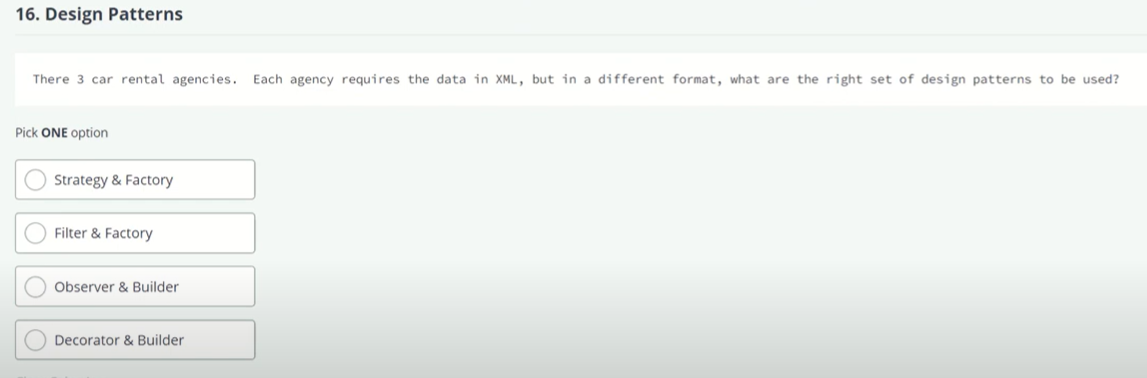 16. Design Patterns
There 3 car rental agencies. Each agency requires the data in XML, but in a different format, what are the right set of design patterns to be used?
Pick ONE option
Strategy & Factory
Filter & Factory
Observer & Builder
Decorator & Builder